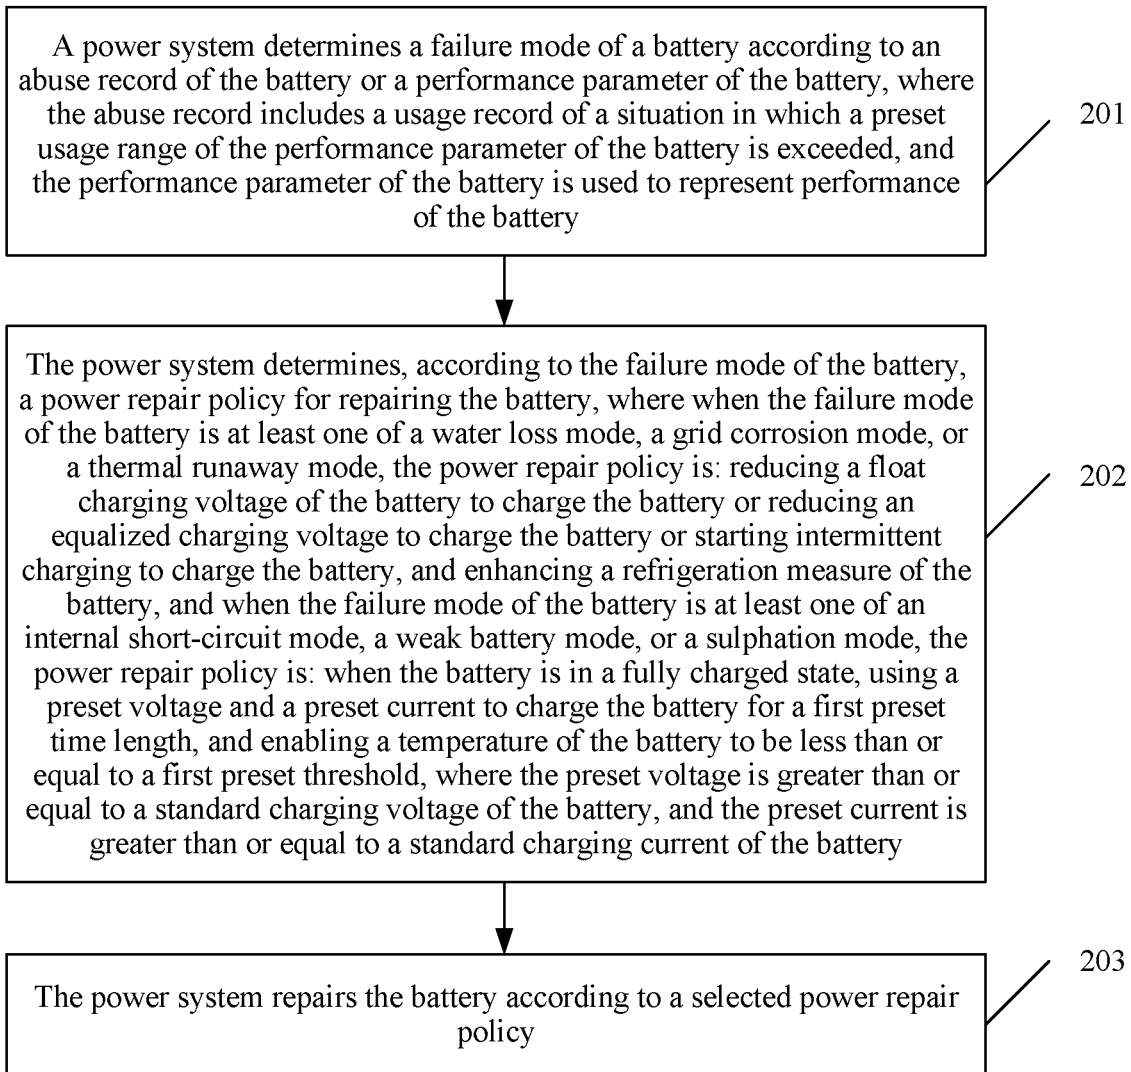 A power system determines a failure mode of a battery according to an
abuse record of the battery or a performance parameter of the battery, where
the abuse record includes a usage record of a situation in which a preset
usage range of the performance parameter of the battery is exceeded, and
the performance parameter of the battery is used to represent performance
of the battery
201
The power system determines, according to the failure mode of the battery,
a power repair policy for repairing the battery, where when the failure mode
of the battery is at least one of a water loss mode, a grid corrosion mode, or
a thermal runaway mode, the power repair policy is: reducing a float
charging voltage of the battery to charge the battery or reducing an
equalized charging voltage to charge the battery or starting intermittent
charging to charge the battery, and enhancing a refrigeration measure of the
battery, and when the failure mode of the battery is at least one of an
internal short-circuit mode, a weak battery mode, or a sulphation mode, the
power repair policy is: when the battery is in a fully charged state, using a
preset voltage and a preset current to charge the battery for a first preset
time length, and enabling a temperature of the battery to be less than or
equal to a first preset threshold, where the preset voltage is greater than or
equal to a standard charging voltage of the battery, and the preset current is
greater than or equal to a standard charging current of the battery
202
The power system repairs the battery according to a selected power repair
policy
203